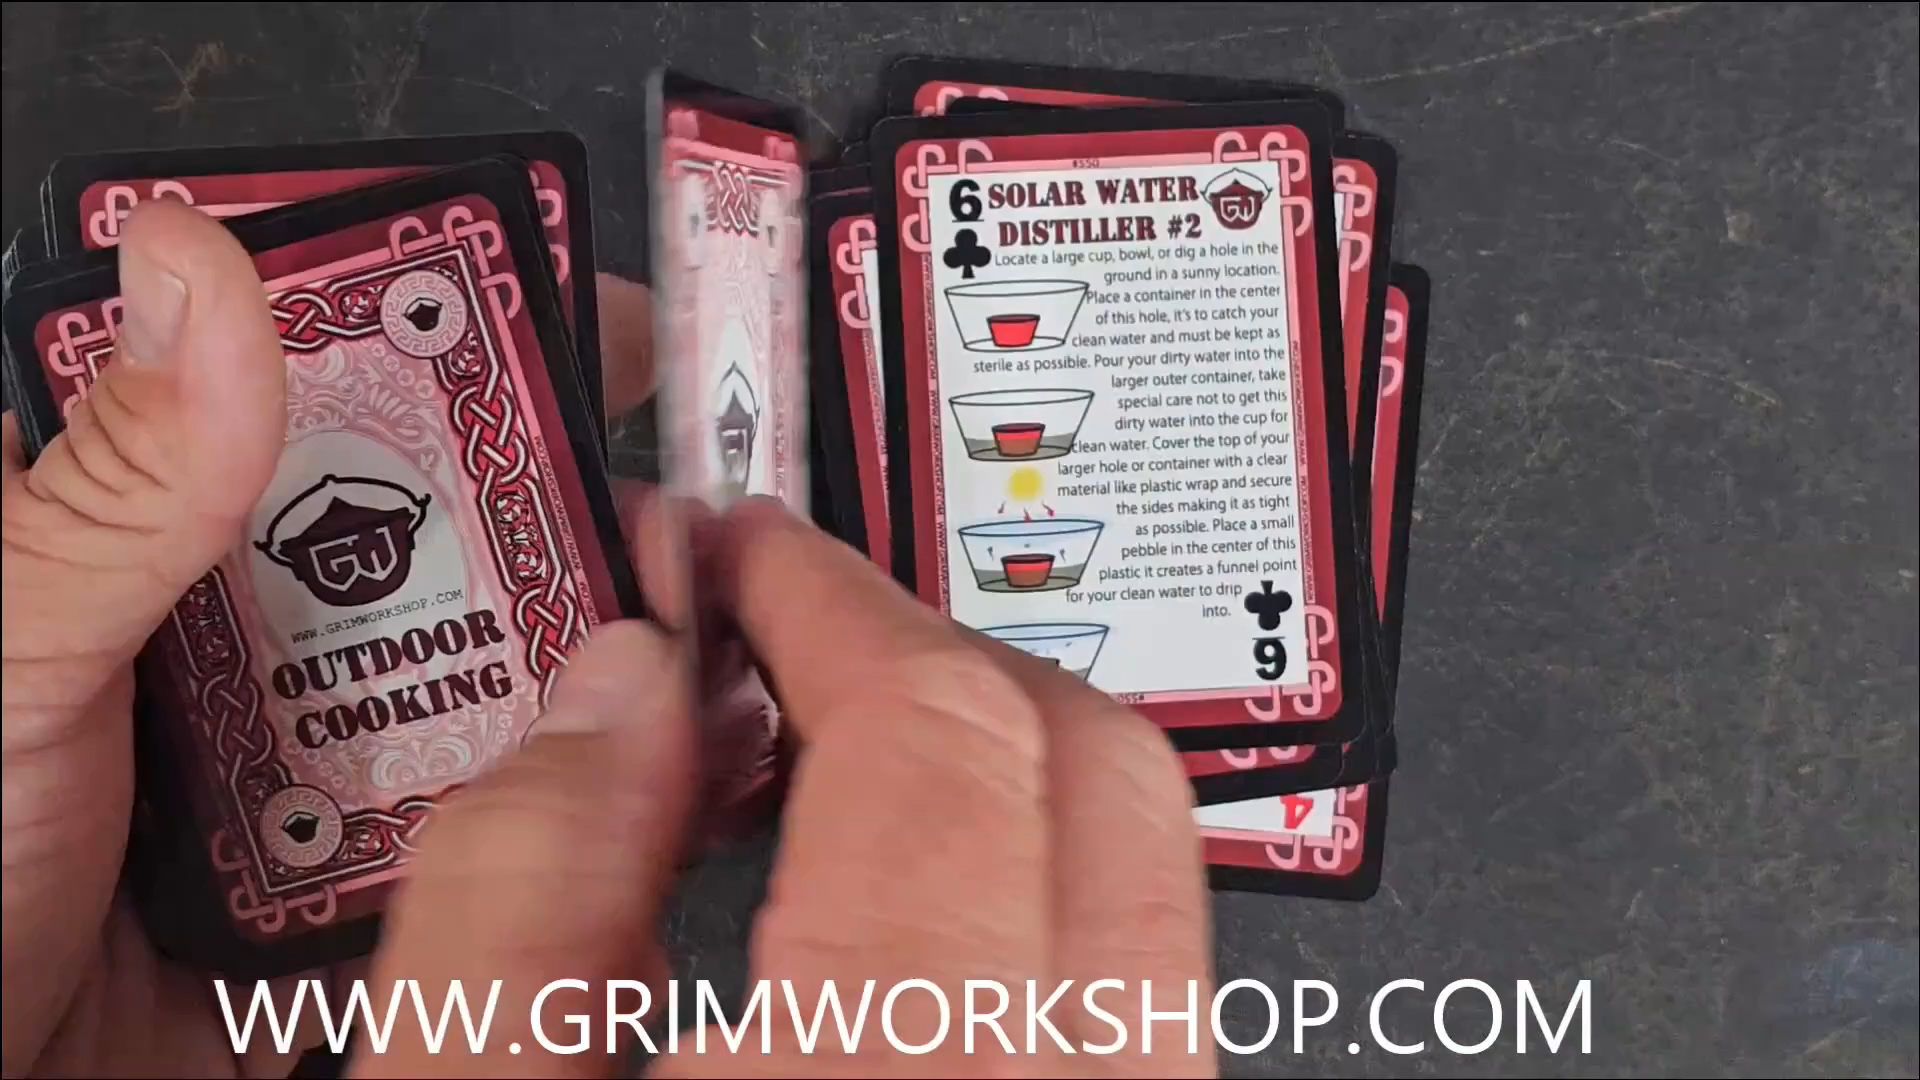 GW
WWW.GRIMWORKSHOP.COM
OUTDOOR
COOKING
6
SOLAR WATER
DISTILLER #2
GW
Locate a large cup, bowl, or dig a hole in the
ground in a sunny location.
Place a container in the center
of this hole, it's to catch your
clean water and must be kept as
sterile as possible. Pour your dirty water into the
larger outer container, take
special care not to get this
dirty water into the cup for
clean water. Cover the top of your
larger hole or container with a clear
material like plastic wrap and secure
the sides making it as tight
as possible. Place a small
pebble in the center of this
plastic it creates a funnel point
for your clean water to drip
into.
6
4
WWW.GRIMWORKSHOP.COM